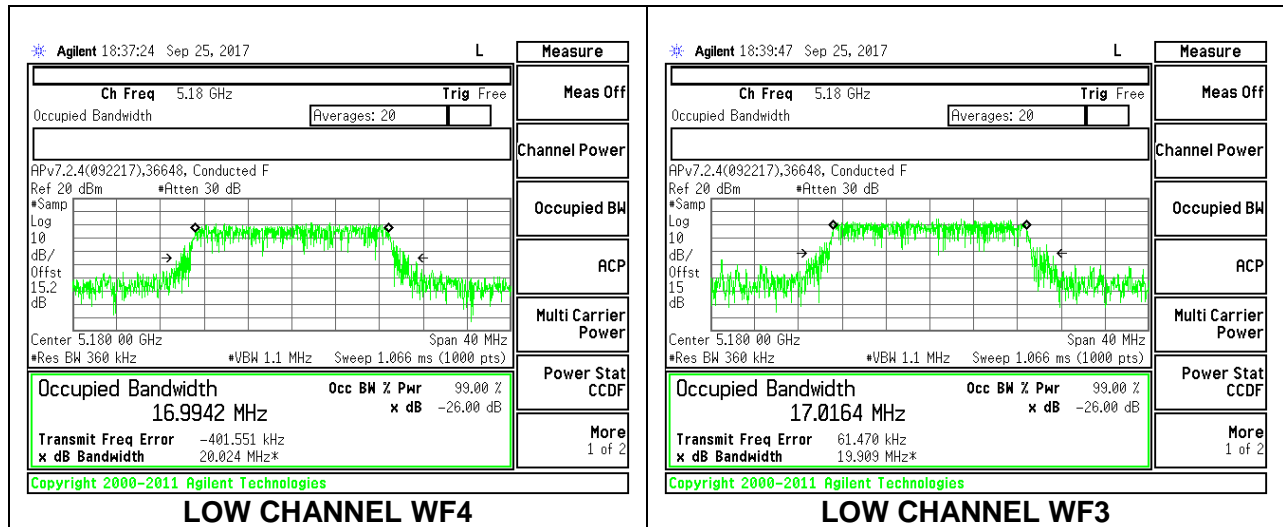 Agilent 18:37:24 Sep 25, 2017 L
Measure
Ch Freq 5.18 GHz Trig Free
Meas Off
Occupied Bandwidth Averages: 20
Channel Power
APv7.2.4(092217),36648, Conducted F
Ref 20 dBm #Atten 30 dB
#Samp
Log
10
dB/
Offst
15.2
dB
Occupied BW
ACP
Multi Carrier
Power
Center 5.180 00 GHz Span 40 MHz
#Res BW 360 kHz #VBW 1.1 MHz Sweep 1.066 ms (1000 pts)
Power Stat
CCDF
Occupied Bandwidth Occ BW % Pwr 99.00 %
16.9942 MHz x dB -26.00 dB
Transmit Freq Error -401.551 kHz
x dB Bandwidth 20.024 MHz*
More
1 of 2
Copyright 2000-2011 Agilent Technologies
LOW CHANNEL WF4
Agilent 18:39:47 Sep 25, 2017 L
Measure
Ch Freq 5.18 GHz Trig Free
Meas Off
Occupied Bandwidth Averages: 20
Channel Power
APv7.2.4(092217),36648, Conducted F
Ref 20 dBm #Atten 30 dB
#Samp
Log
10
dB/
Offst
15
dB
Occupied BW
ACP
Multi Carrier
Power
Center 5.180 00 GHz Span 40 MHz
#Res BW 360 kHz #VBW 1.1 MHz Sweep 1.066 ms (1000 pts)
Power Stat
CCDF
Occupied Bandwidth Occ BW % Pwr 99.00 %
17.0164 MHz x dB -26.00 dB
Transmit Freq Error 61.470 kHz
x dB Bandwidth 19.909 MHz*
More
1 of 2
Copyright 2000-2011 Agilent Technologies
LOW CHANNEL WF3